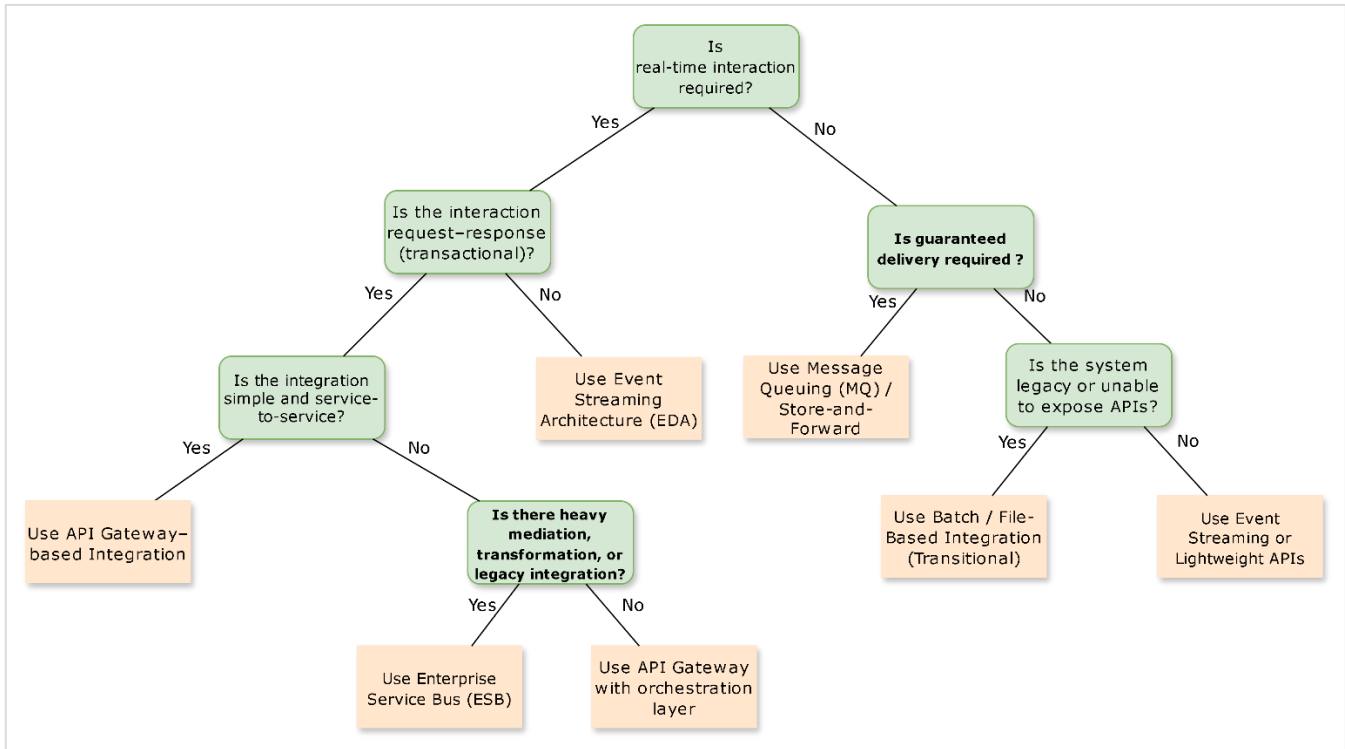 Is
real-time interaction
required?
Yes
No
Is the interaction
request–response
(transactional)?
Is guaranteed
delivery required ?
Yes
No
Yes
No
Is the integration
simple and service-
to-service?
Use Event
Streaming
Architecture (EDA)
Use Message
Queuing (MQ) /
Store-and-
Forward
Is the system
legacy or unable
to expose APIs?
Yes
No
Yes
No
Use API Gateway–
based Integration
Is there heavy
mediation,
transformation, or
legacy integration?
Use Batch / File-
Based Integration
(Transitional)
Use Event
Streaming or
Lightweight APIs
Yes
No
Use Enterprise
Service Bus (ESB)
Use API Gateway
with orchestration
layer